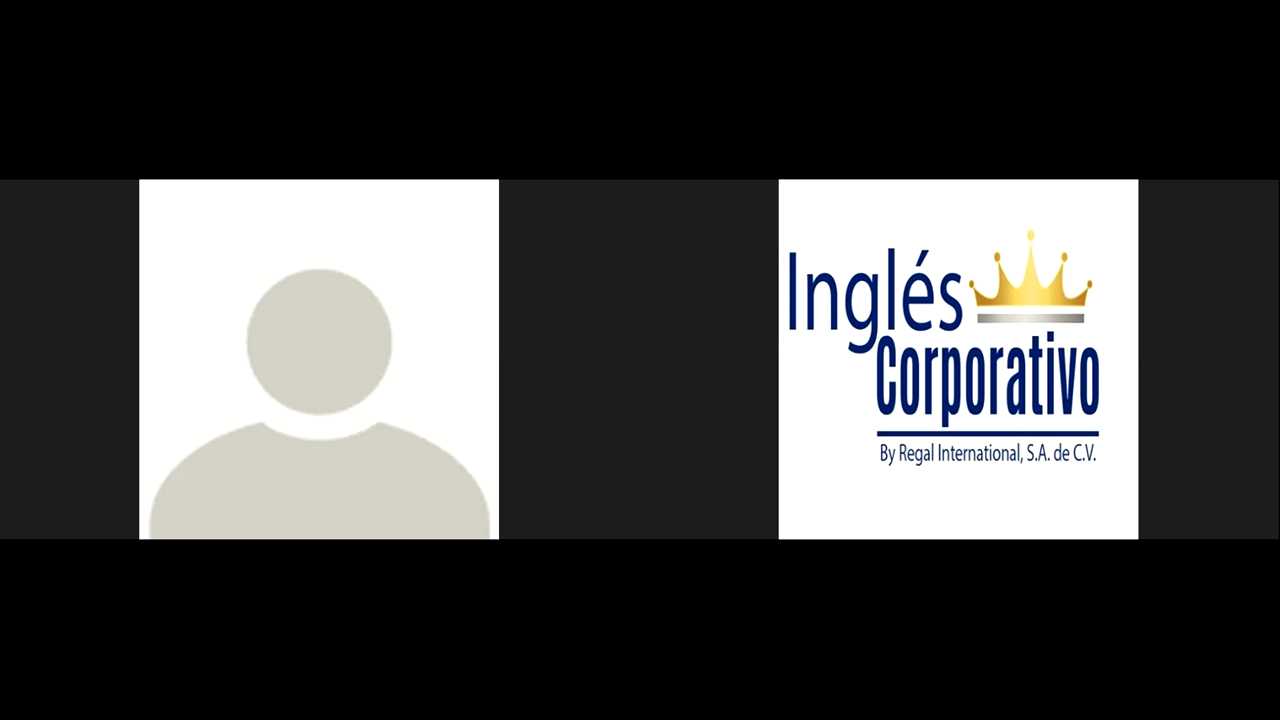 Inglés
Corporativo
By Regal International, S.A. de C.V.